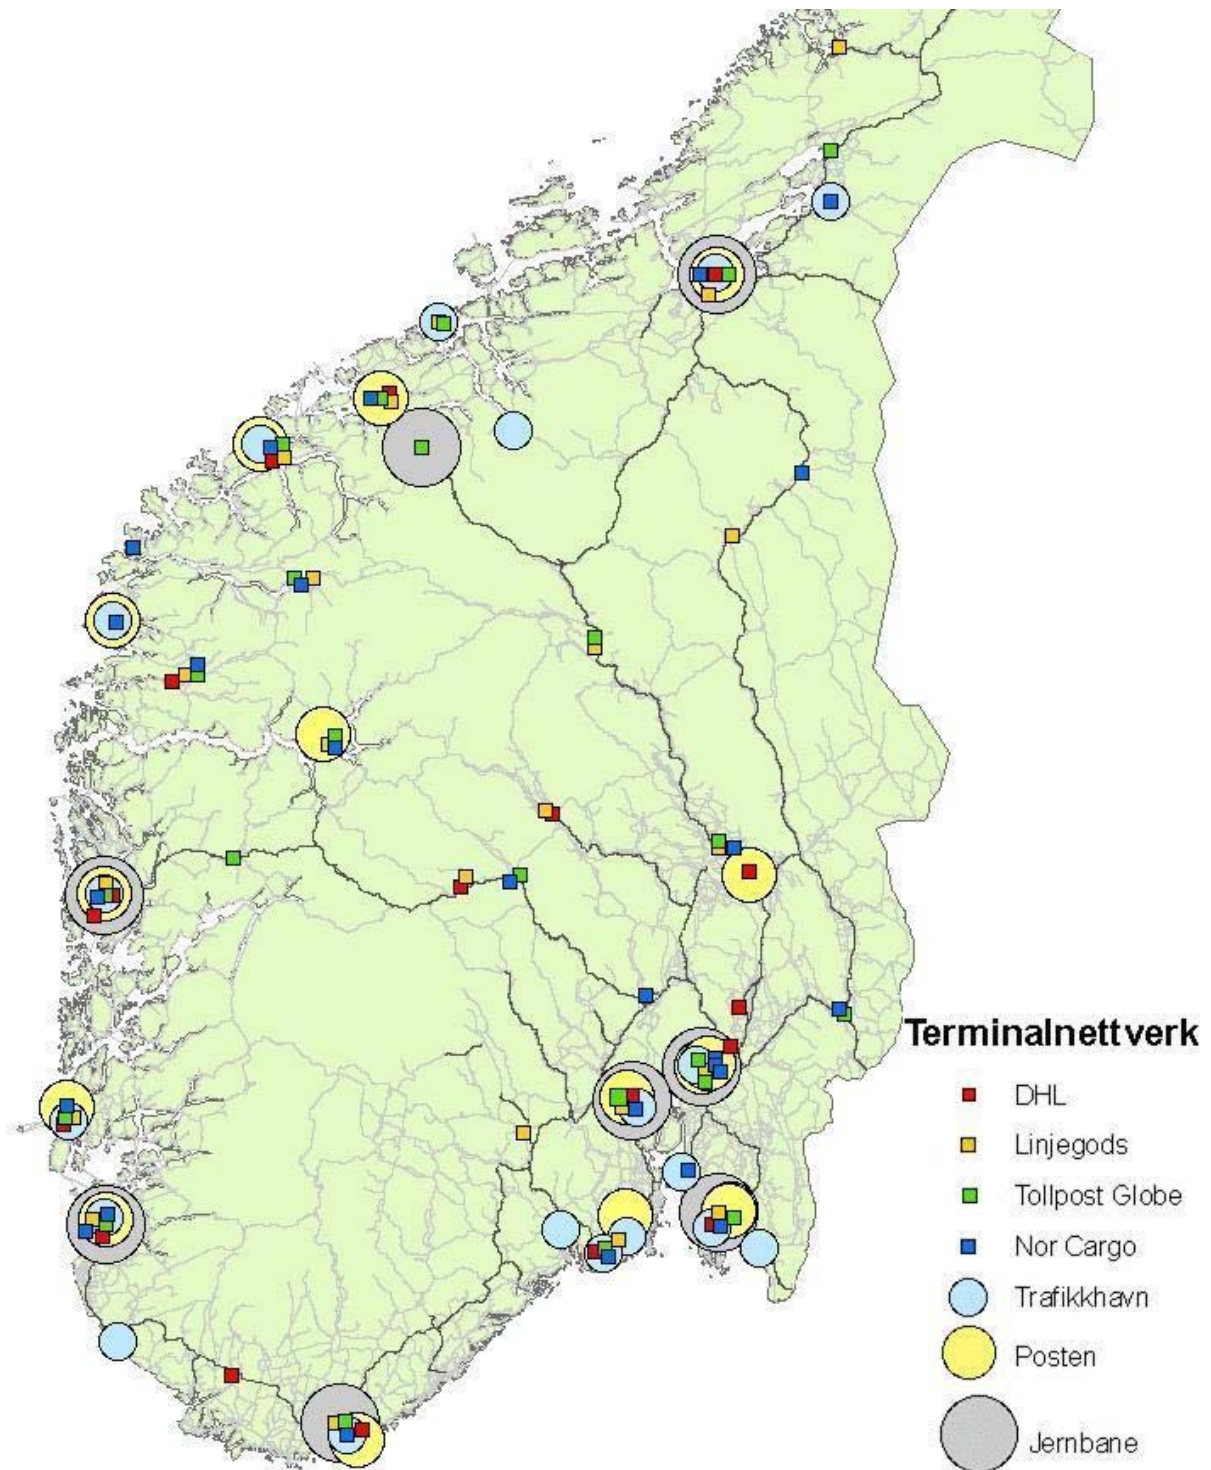 Terminalnettverk
DHL
Linjegods
Tollpost Globe
Nor Cargo
Trafikkhavn
Posten
Jernbane